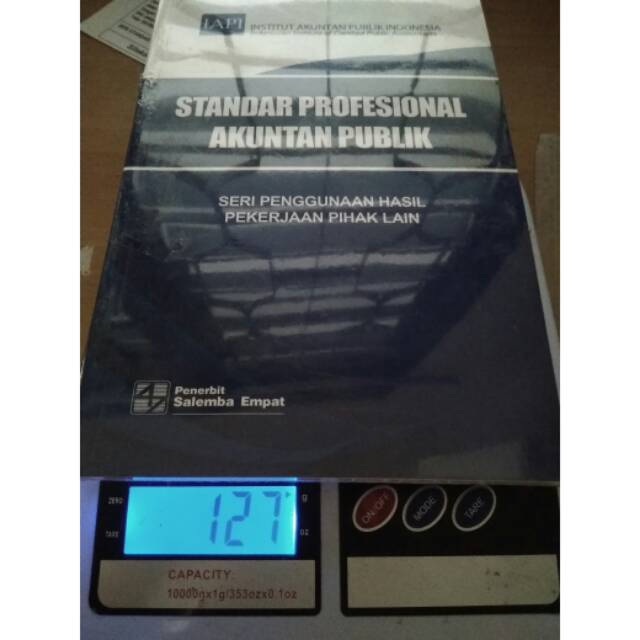 IAPI
INSTITUT AKUNTAN PUBLIK INDONESIA
STANDAR PROFESIONAL
AKUNTAN PUBLIK
SERI PENGGUNAAN HASIL
PEKERJAAN PIHAK LAIN
Penerbit
Salemba Empat
ZERO
127
g
TARE
oz
ON/OFF
MODE
TARE
CAPACITY:
10000gx1g/353ozx0.1oz